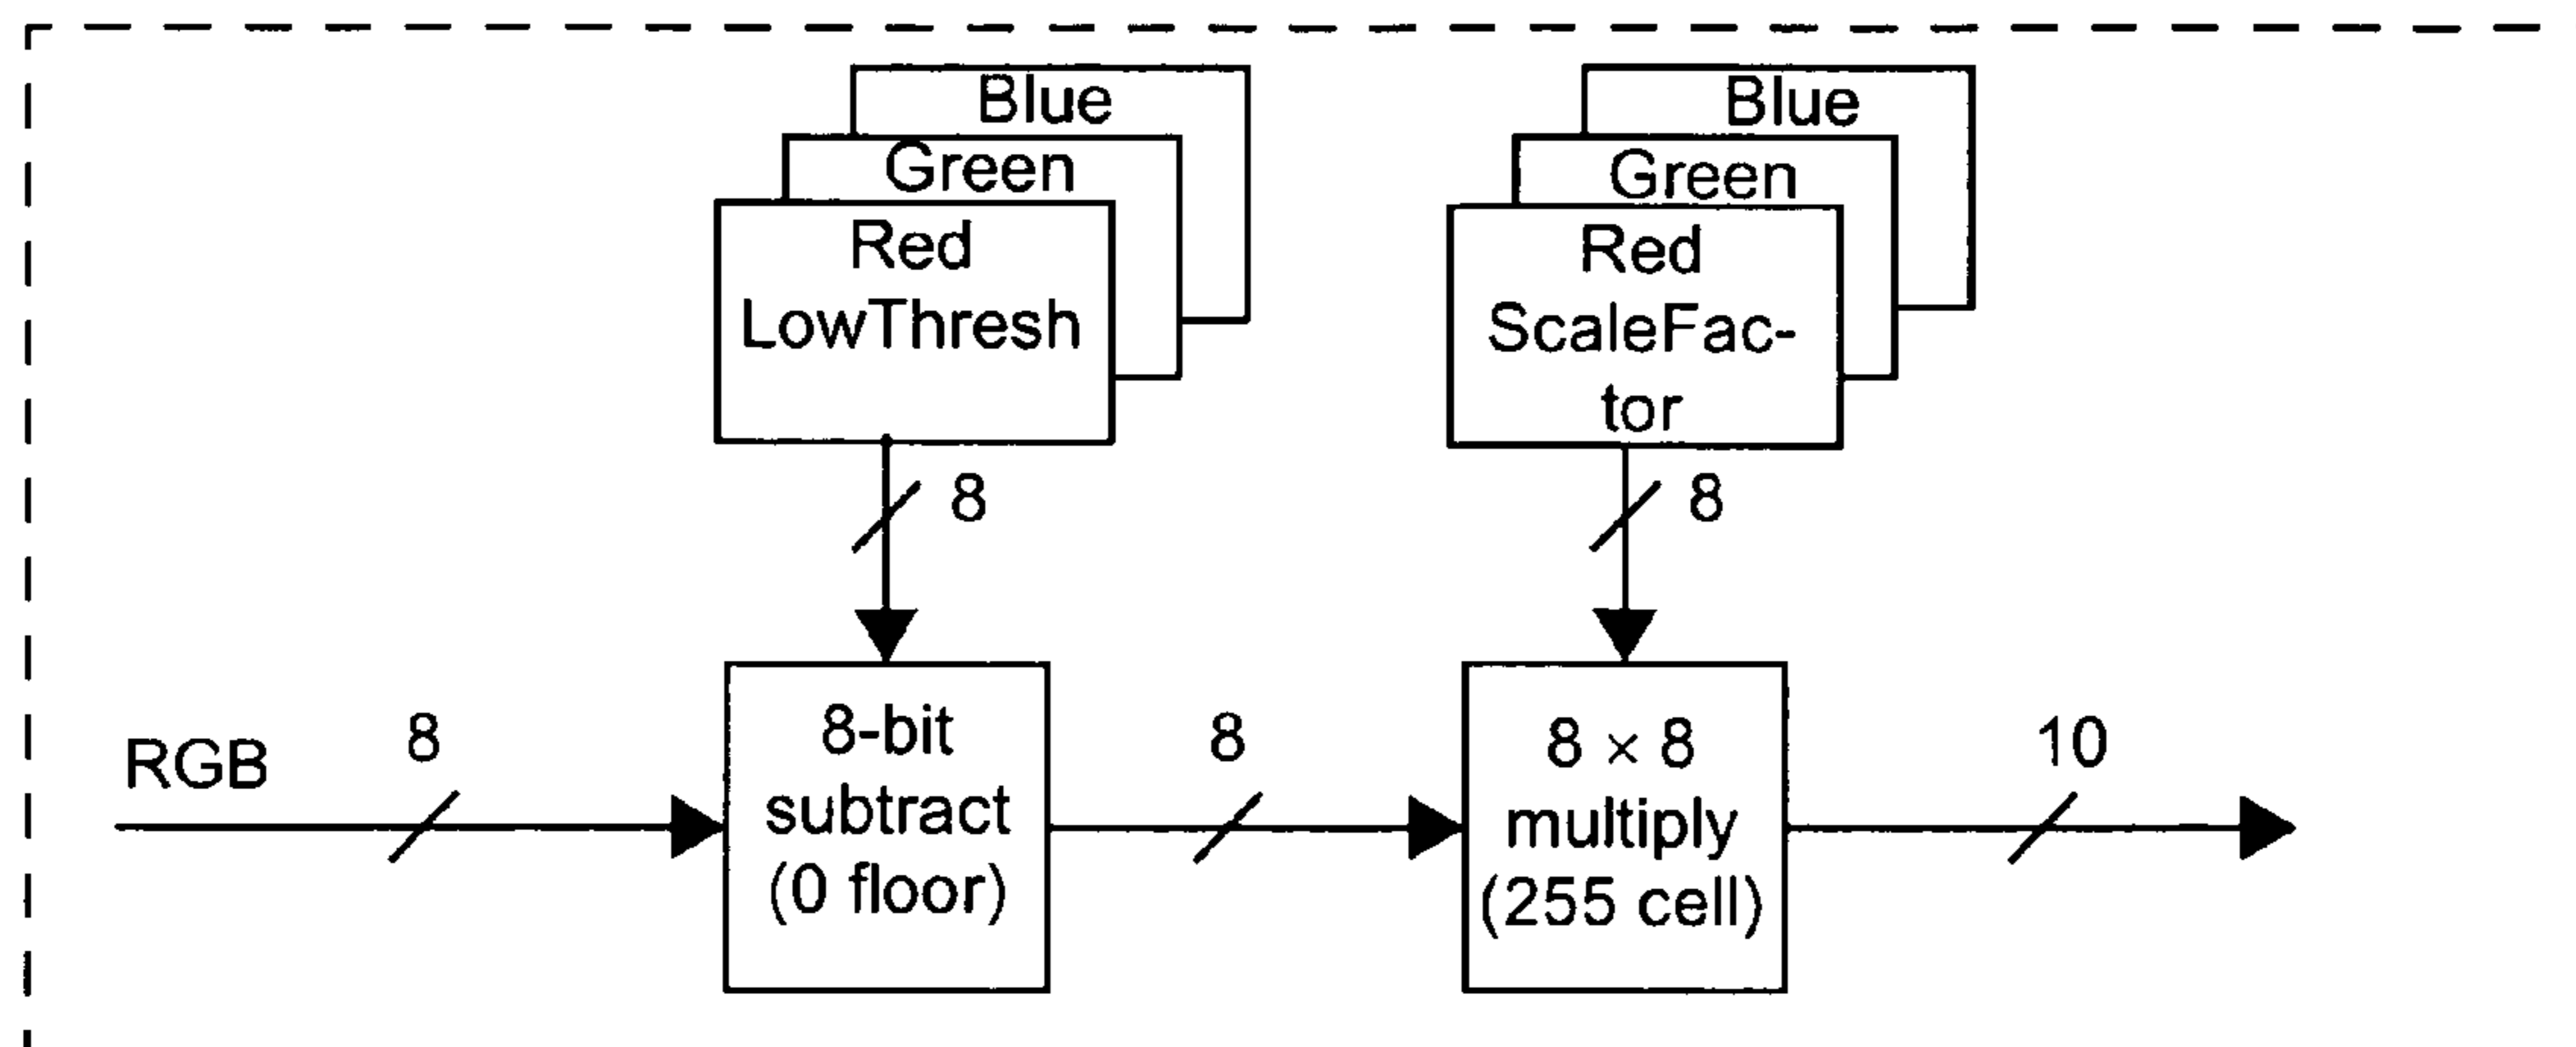 Blue
Green
Red
LowThresh
Blue
Green
Red
ScaleFac-
tor
8
8
RGB
8
8-bit
subtract
(0 floor)
8
8 × 8
multiply
(255 cell)
10